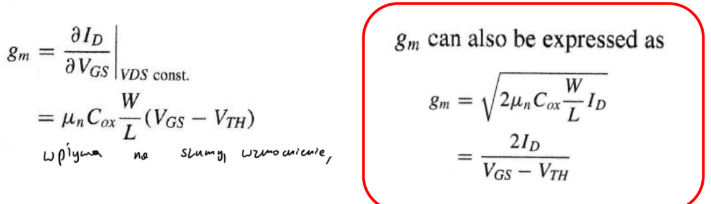 g_m = ∂I_D / ∂V_GS |_VDS const.
= μ_n C_ox W/L (V_GS − V_TH)
wpływa na szumy, wzmocnienie,
g_m can also be expressed as
g_m = √(2μ_n C_ox W/L I_D)
= 2I_D / (V_GS − V_TH)